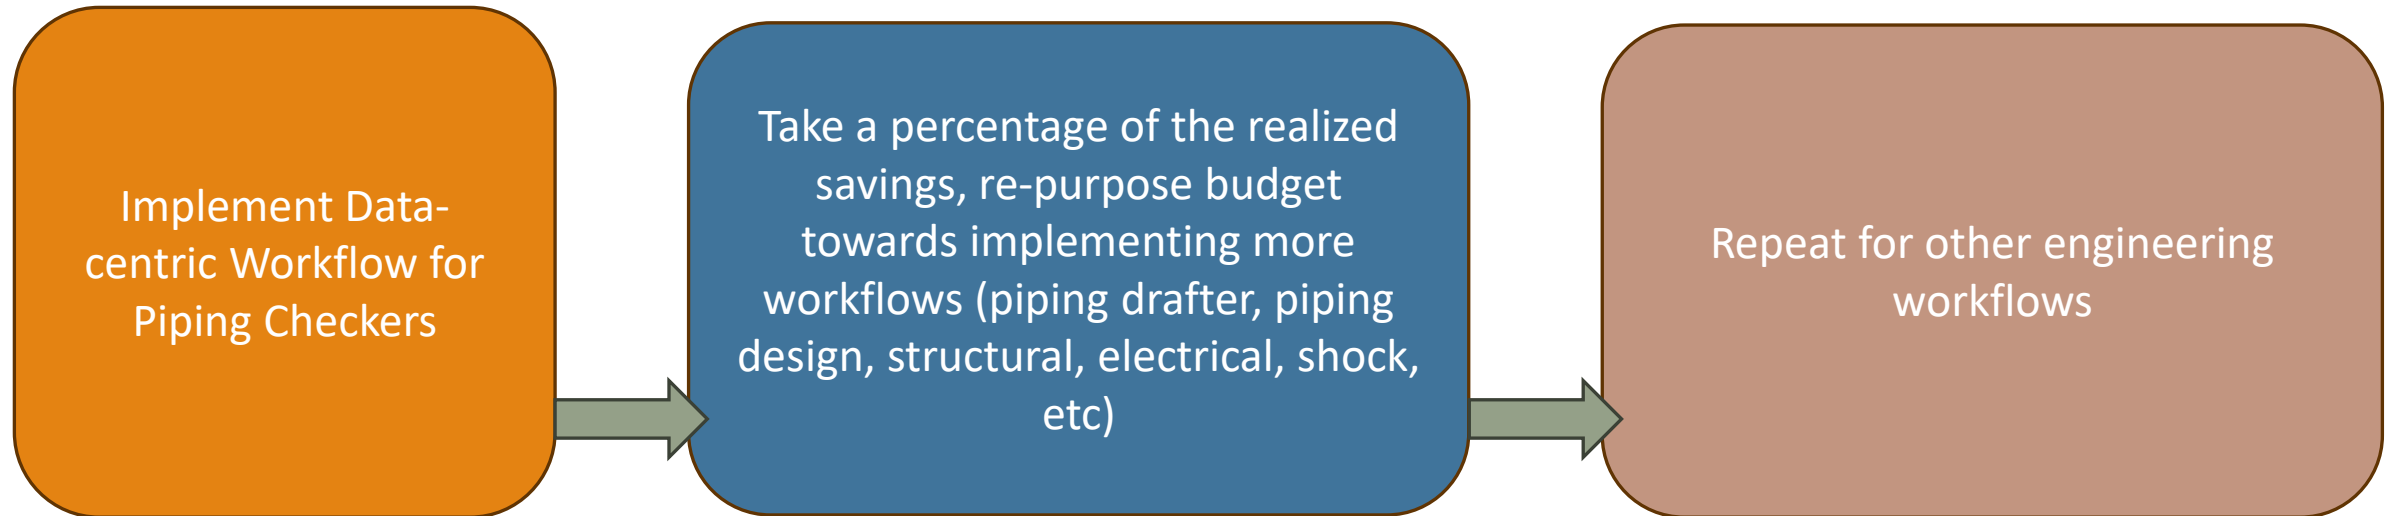 Implement Data-
centric Workflow for
Piping Checkers
Take a percentage of the realized
savings, re-purpose budget
towards implementing more
workflows (piping drafter, piping
design, structural, electrical, shock,
etc)
Repeat for other engineering
workflows